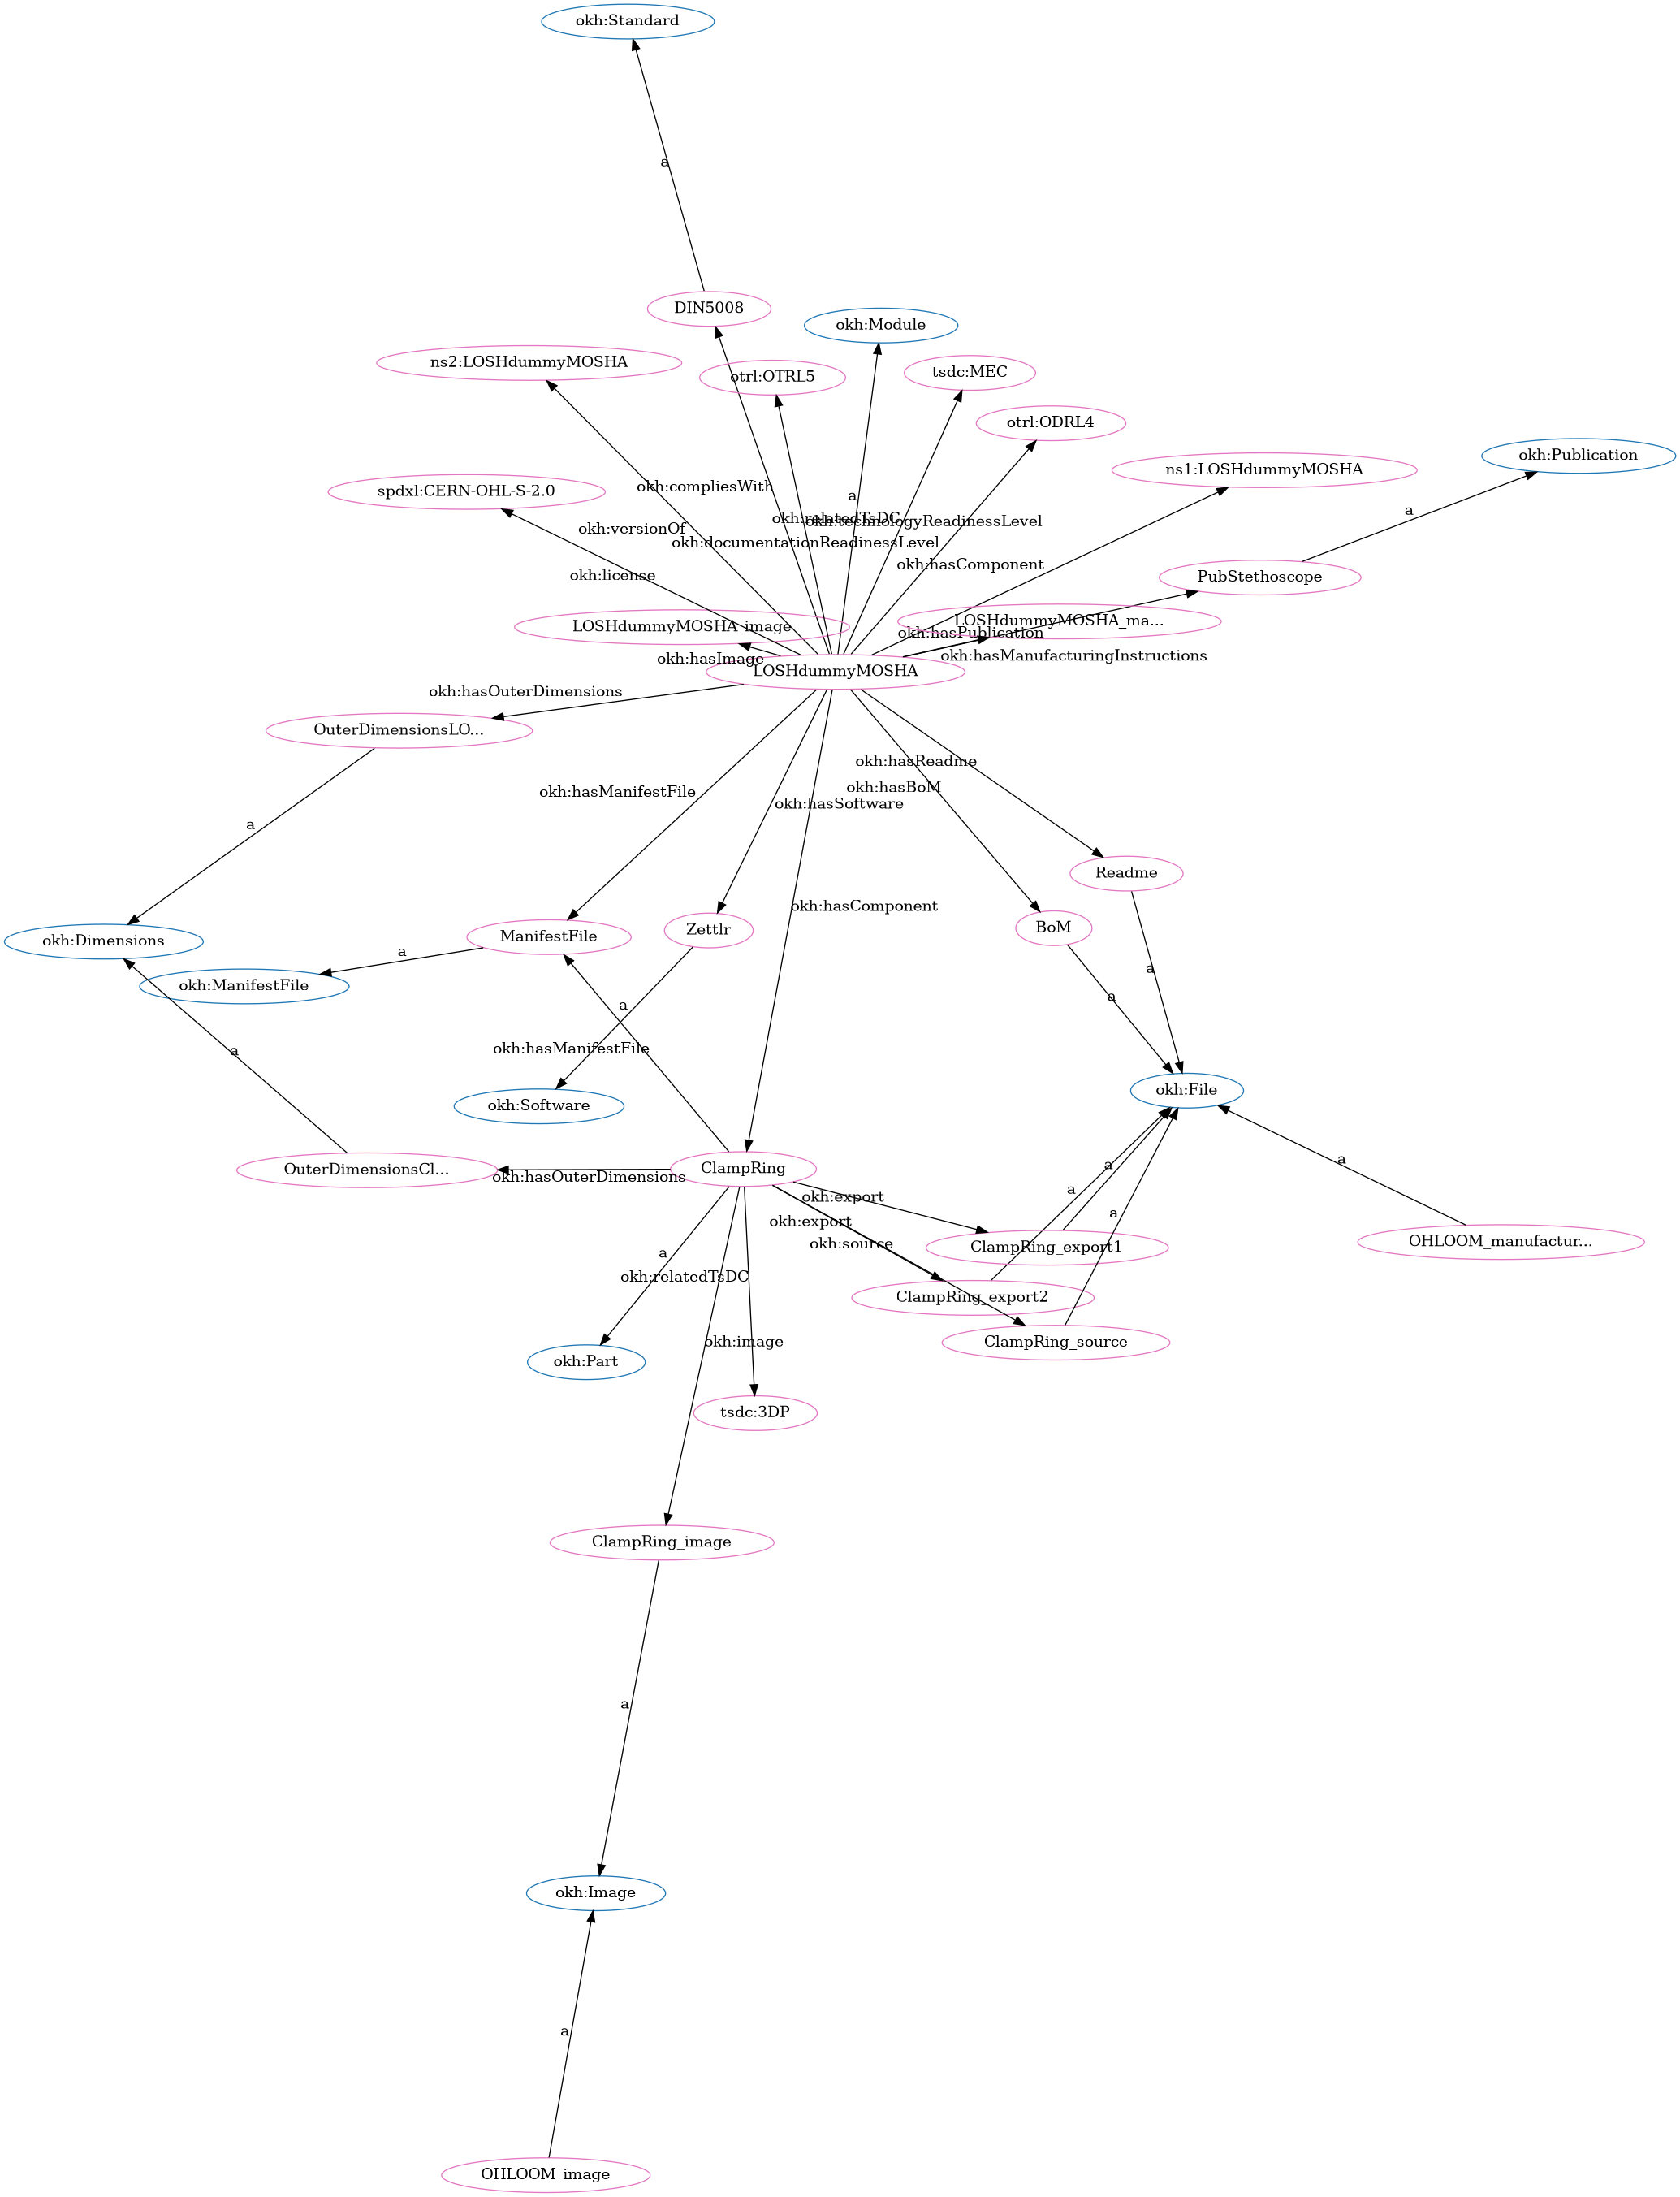 okh:Standard
a
DIN5008
okh:Module
ns2:LOSHdummyMOSHA
otrl:OTRL5
tsdc:MEC
otrl:ODRL4
okh:Publication
ns1:LOSHdummyMOSHA
spdxl:CERN-OHL-S-2.0
okh:compliesWith
a
a
okh:versionOf
okh:relatedTsDC
okh:technologyReadinessLevel
okh:documentationReadinessLevel
okh:license
okh:hasComponent
PubStethoscope
LOSHdummyMOSHA_image
LOSHdummyMOSHA_ma...
okh:hasPublication
okh:hasImage
LOSHdummyMOSHA
okh:hasManufacturingInstructions
okh:hasOuterDimensions
OuterDimensionsLO...
okh:hasReadme
okh:hasManifestFile
okh:hasBoM
okh:hasSoftware
a
Readme
okh:hasComponent
okh:Dimensions
ManifestFile
Zettlr
BoM
a
okh:ManifestFile
a
a
a
a
okh:hasManifestFile
okh:Software
okh:File
OuterDimensionsCl...
okh:hasOuterDimensions
ClampRing
a
a
a
okh:export
okh:export
a
okh:source
ClampRing_export1
OHLOOM_manufactur...
a
okh:relatedTsDC
ClampRing_export2
okh:image
ClampRing_source
okh:Part
tsdc:3DP
ClampRing_image
a
okh:Image
a
OHLOOM_image